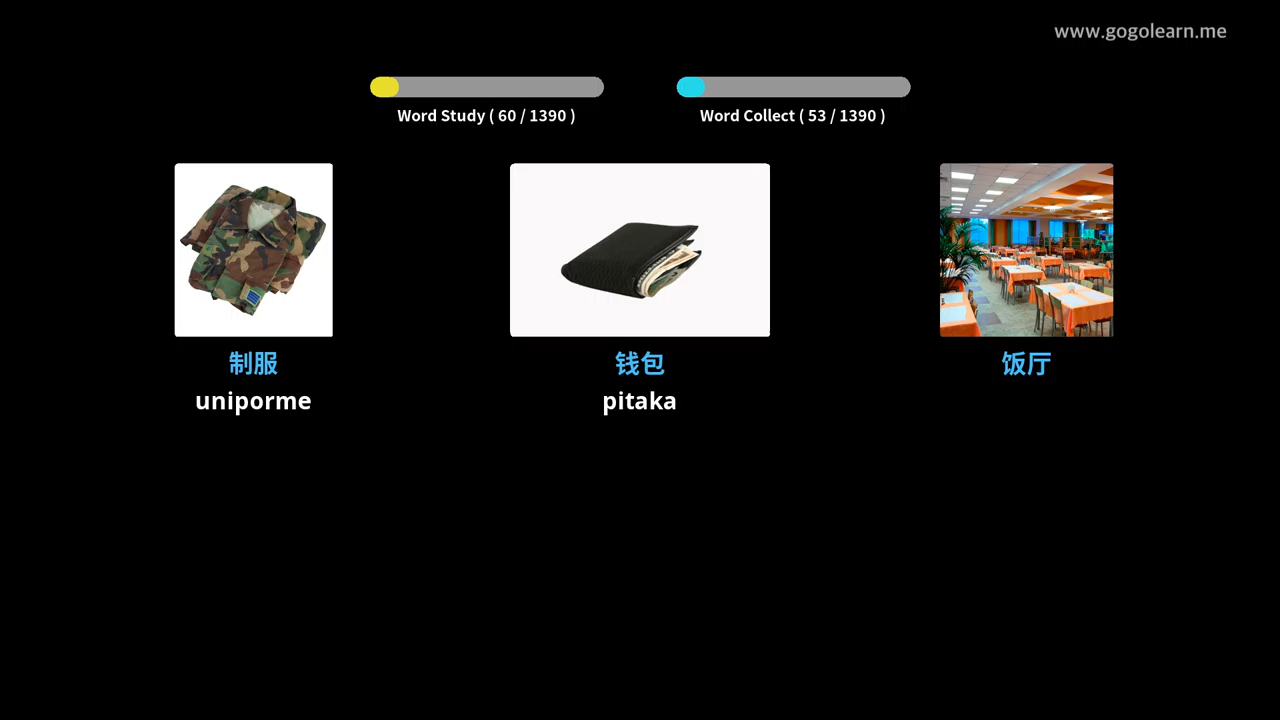 www.gogolearn.me
Word Study ( 60 / 1390 )
Word Collect ( 53 / 1390 )
制服
钱包
饭厅
uniporme
pitaka